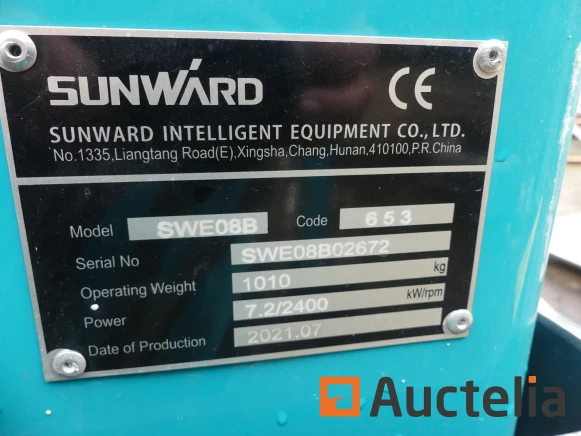 SUNWARD CE
SUNWARD INTELLIGENT EQUIPMENT CO., LTD.
No.1335,Liangtang Road(E),Xingsha,Chang,Hunan,410100,P.R.China
Model SWE08B Code 653
Serial No SWE08B02672
Operating Weight 1010 kg
Power 7.2/2400 kW/rpm
Date of Production 2021.07
Auctelia